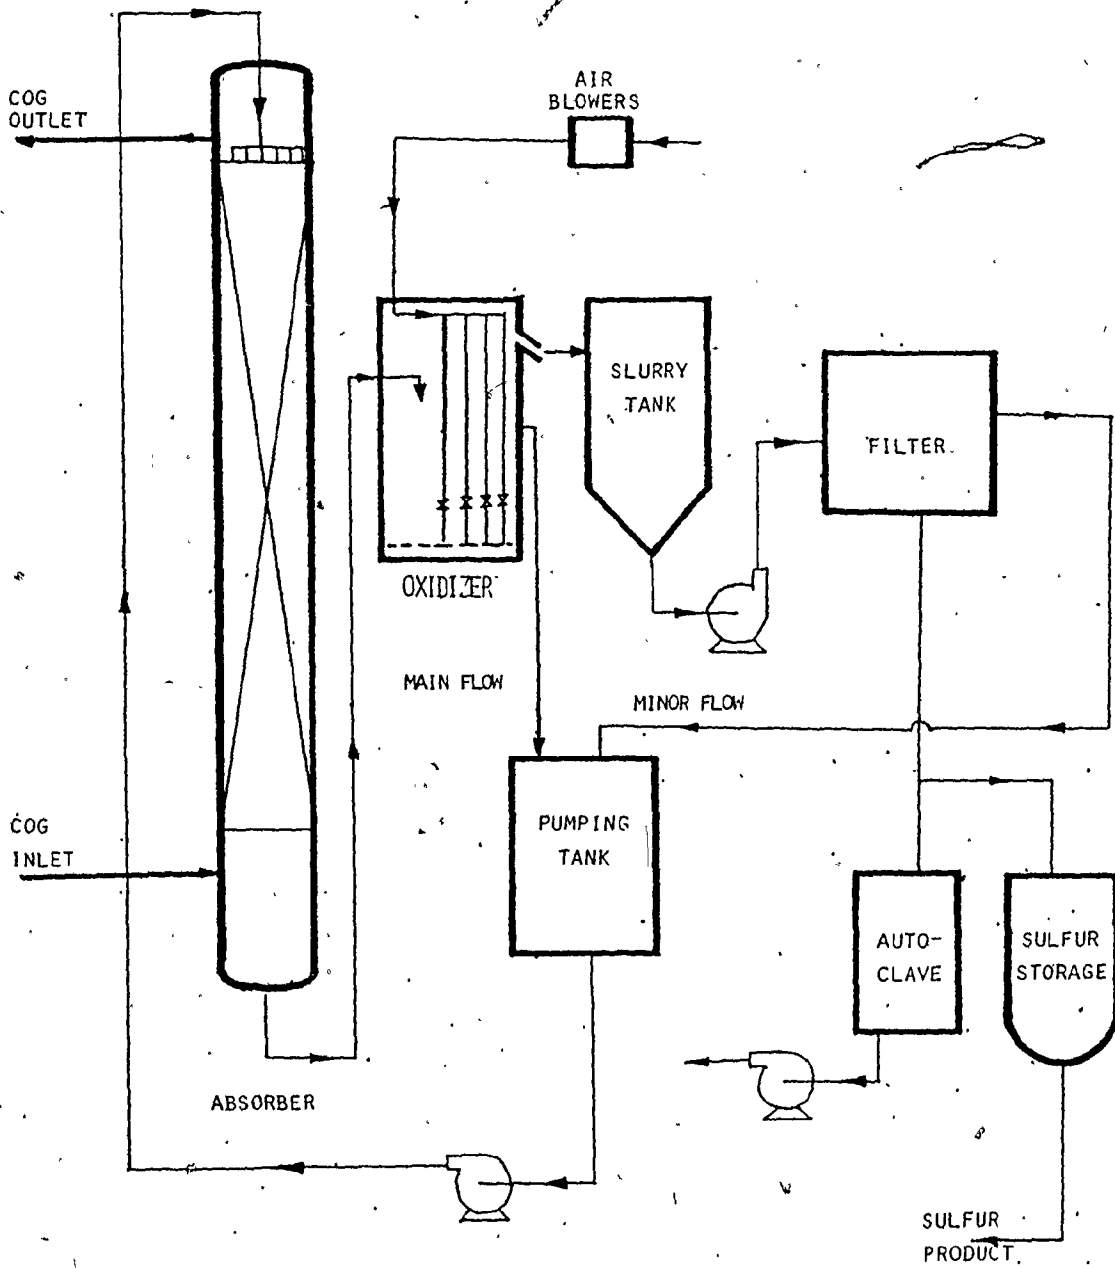 COG
OUTLET
AIR
BLOWERS
SLURRY
TANK
FILTER
OXIDIZER
MAIN FLOW
MINOR FLOW
COG
INLET
PUMPING
TANK
AUTO-
CLAVE
SULFUR
STORAGE
ABSORBER
SULFUR
PRODUCT